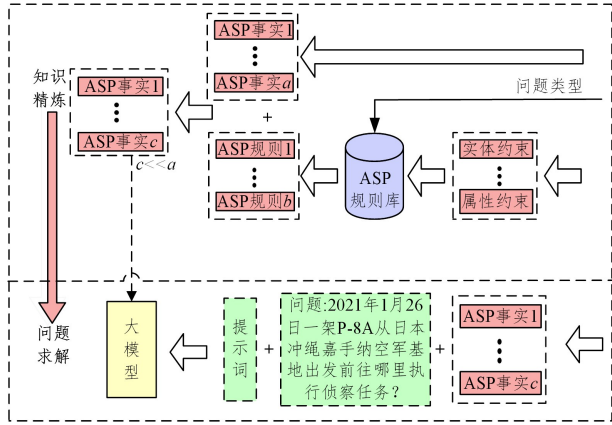 ASP事实1
ASP事实a
问题类型
知识
精炼
ASP事实1
ASP事实c
c<<a
+
ASP规则1
ASP规则b
ASP
规则库
实体约束
属性约束
问题
求解
大
模
型
提
示
词
+
问题:2021年1月26
日一架P-8A从日本
冲绳嘉手纳空军基
地出发前往哪里执
行侦察任务?
+
ASP事实1
ASP事实c